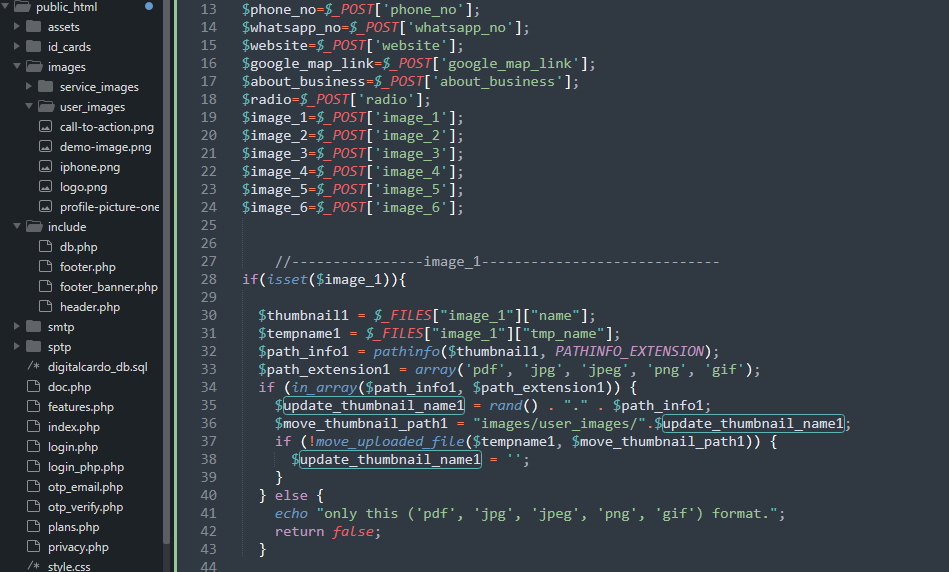 public_html
assets
id_cards
images
service_images
user_images
call-to-action.png
demo-image.png
iphone.png
logo.png
profile-picture-one
include
db.php
footer.php
footer_banner.php
header.php
smtp
sptp
/* digitalcardo_db.sql
doc.php
features.php
index.php
login.php
login_php.php
otp_email.php
otp_verify.php
plans.php
privacy.php
/* style.css
13 $phone_no=$_POST['phone_no'];
14 $whatsapp_no=$_POST['whatsapp_no'];
15 $website=$_POST['website'];
16 $google_map_link=$_POST['google_map_link'];
17 $about_business=$_POST['about_business'];
18 $radio=$_POST['radio'];
19 $image_1=$_POST['image_1'];
20 $image_2=$_POST['image_2'];
21 $image_3=$_POST['image_3'];
22 $image_4=$_POST['image_4'];
23 $image_5=$_POST['image_5'];
24 $image_6=$_POST['image_6'];
25
26
27 //----------------image_1-----------------------------
28 if(isset($image_1)){
29
30 $thumbnail1 = $_FILES["image_1"]["name"];
31 $tempname1 = $_FILES["image_1"]["tmp_name"];
32 $path_info1 = pathinfo($thumbnail1, PATHINFO_EXTENSION);
33 $path_extension1 = array('pdf', 'jpg', 'jpeg', 'png', 'gif');
34 if (in_array($path_info1, $path_extension1)) {
35 $update_thumbnail_name1 = rand() . "." . $path_info1;
36 $move_thumbnail_path1 = "images/user_images/".$update_thumbnail_name1;
37 if (!move_uploaded_file($tempname1, $move_thumbnail_path1)) {
38 $update_thumbnail_name1 = '';
39 }
40 } else {
41 echo "only this ('pdf', 'jpg', 'jpeg', 'png', 'gif') format.";
42 return false;
43 }
44